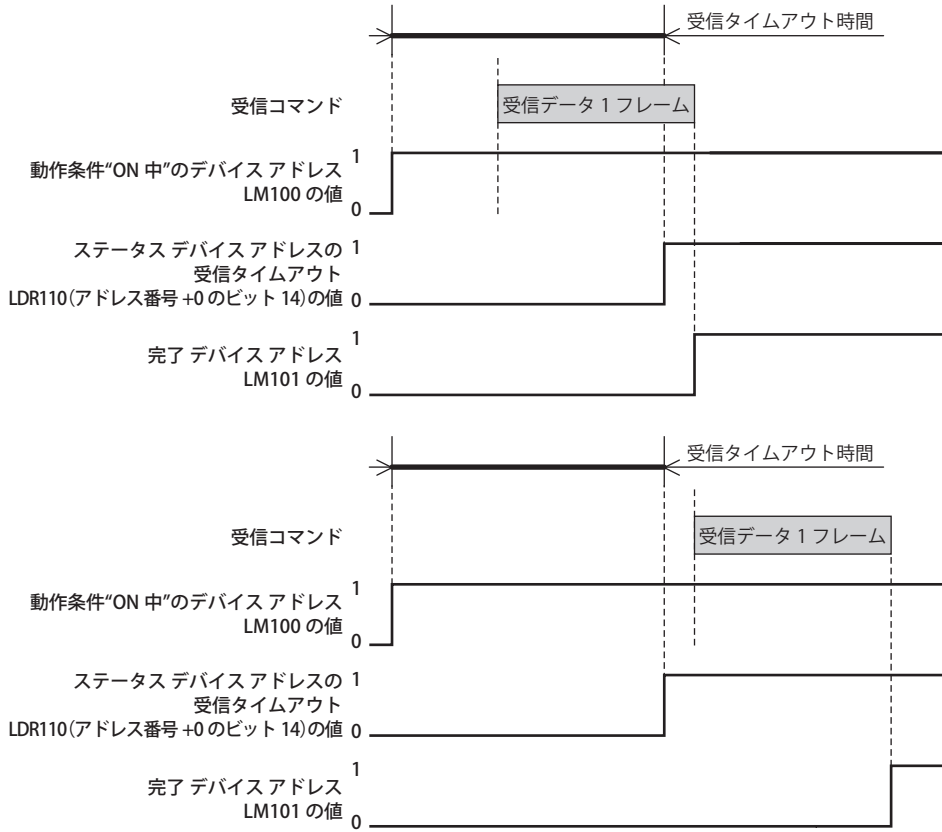 受信タイムアウト時間
受信コマンド
受信データ 1 フレーム
動作条件“ON 中”のデバイス アドレス
LM100 の値
1
0
ステータス デバイス アドレスの
受信タイムアウト
LDR110(アドレス番号 +0 のビット 14)の値
1
0
完了 デバイス アドレス
LM101 の値
1
0
受信タイムアウト時間
受信コマンド
受信データ 1 フレーム
動作条件“ON 中”のデバイス アドレス
LM100 の値
1
0
ステータス デバイス アドレスの
受信タイムアウト
LDR110(アドレス番号 +0 のビット 14)の値
1
0
完了 デバイス アドレス
LM101 の値
1
0